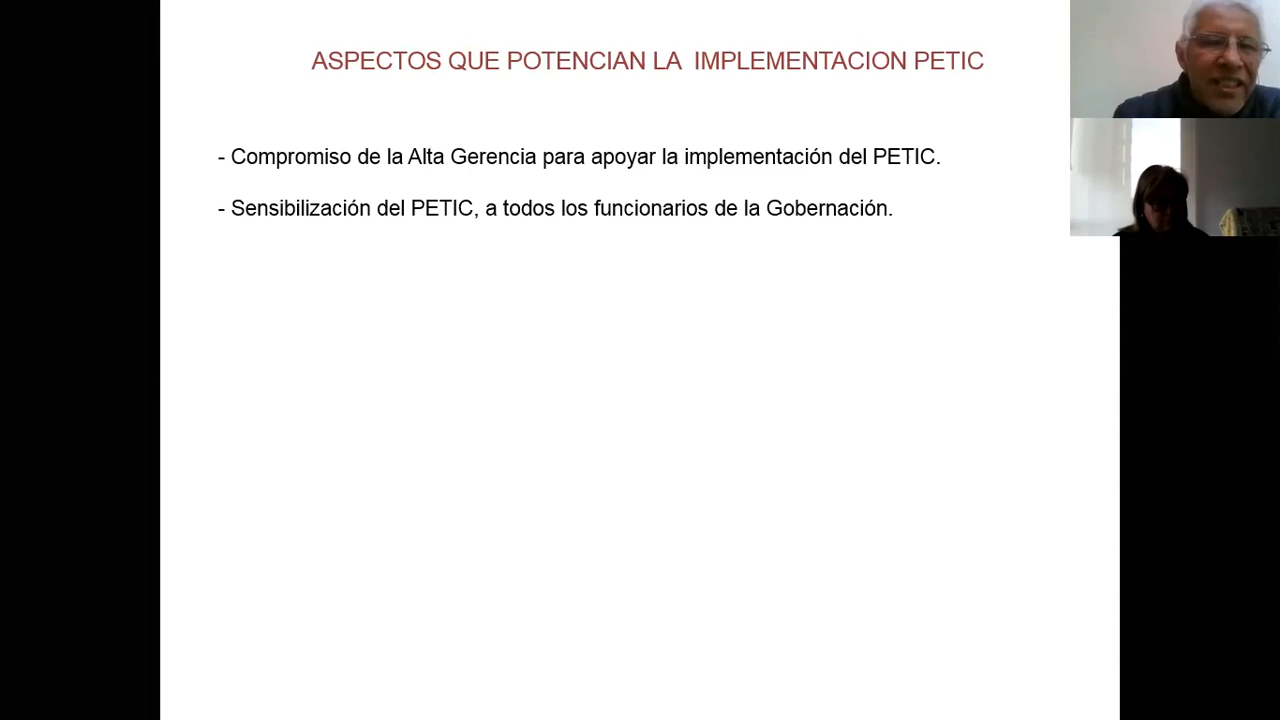 ASPECTOS QUE POTENCIAN LA  IMPLEMENTACION PETIC
- Compromiso de la Alta Gerencia para apoyar la implementación del PETIC.
- Sensibilización del PETIC, a todos los funcionarios de la Gobernación.